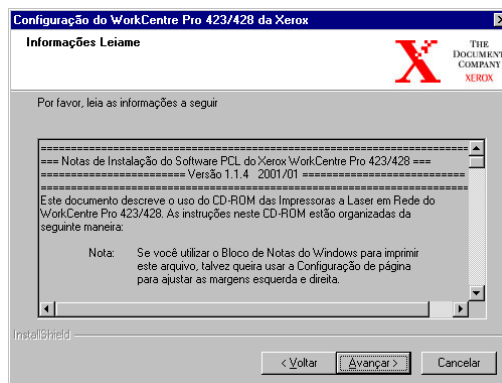 Configuração do WorkCentre Pro 423/428 da Xerox
Informações Leiame
THE
DOCUMENT
COMPANY
XEROX
Por favor, leia as informações a seguir
=== Notas de Instalação do Software PCL do Xerox WorkCentre Pro 423/428 ===
==================== Versão 1.1.4 2001/01 ====================
Este documento descreve o uso do CD-ROM das Impressoras a Laser em Rede do
WorkCentre Pro 423/428. As instruções neste CD-ROM estão organizadas da
seguinte maneira:
Nota: Se você utilizar o Bloco de Notas do Windows para imprimir
este arquivo, talvez queira usar a Configuração de página
para ajustar as margens esquerda e direita.
InstallShield
< Voltar Avançar > Cancelar